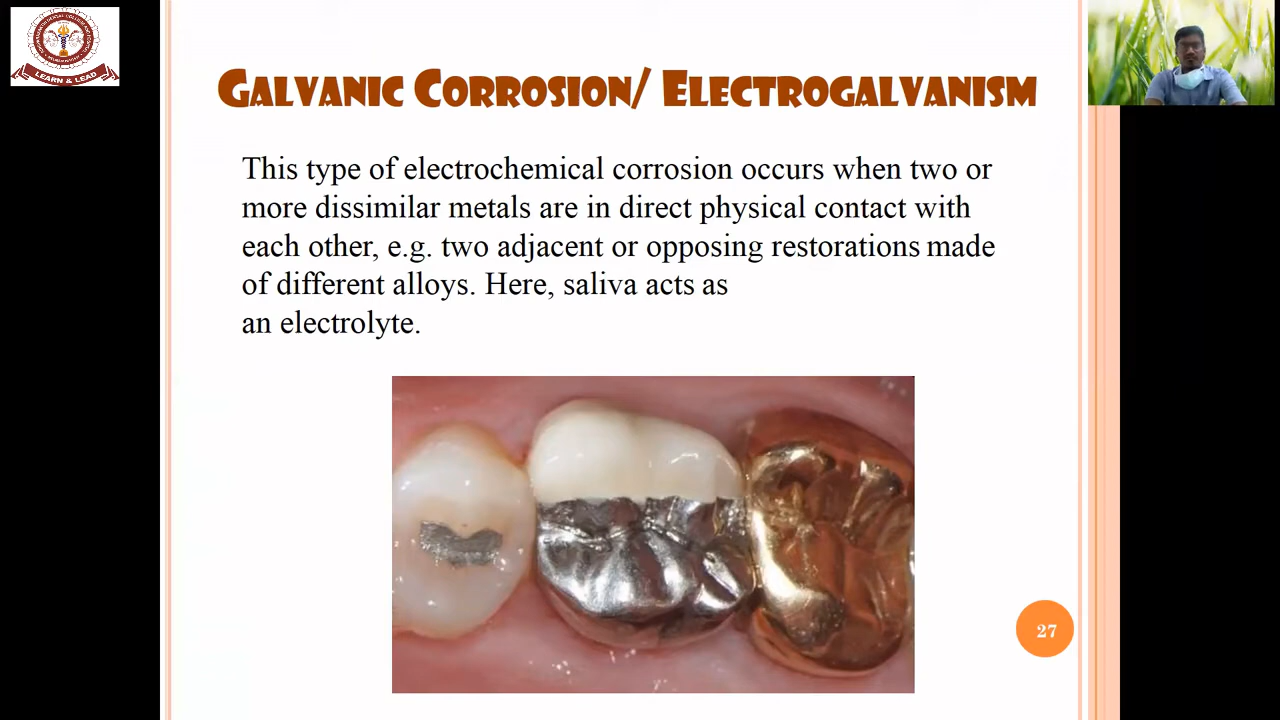 LEARN & LEAD
GALVANIC CORROSION/ ELECTROGALVANISM
This type of electrochemical corrosion occurs when two or
more dissimilar metals are in direct physical contact with
each other, e.g. two adjacent or opposing restorations made
of different alloys. Here, saliva acts as
an electrolyte.
27